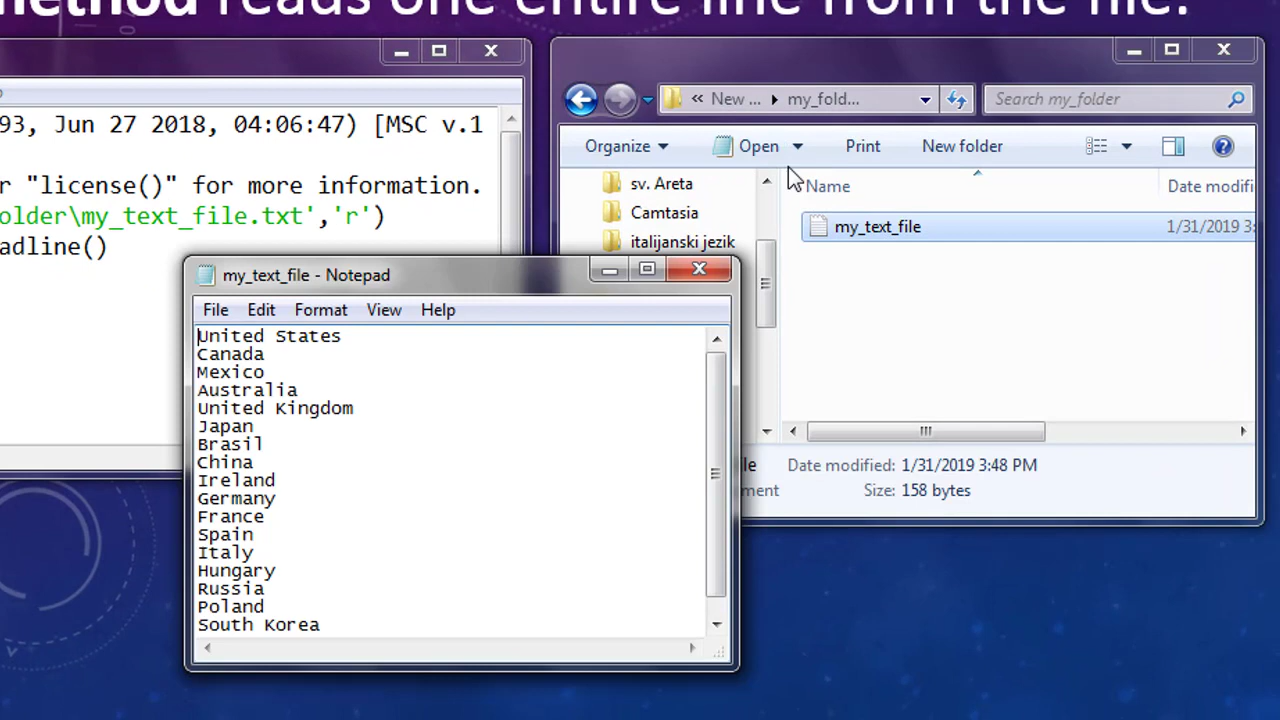 method reads one entire line from the file.
93, Jun 27 2018, 04:06:47) [MSC v.1
r "license()" for more information.
older\my_text_file.txt','r')
adline()
« New ... my_fold...
Search my_folder
Organize
Open
Print
New folder
sv. Areta
Camtasia
italijanski jezik
Name
Date modifi
my_text_file
1/31/2019 3:
le
Date modified: 1/31/2019 3:48 PM
ment
Size: 158 bytes
my_text_file - Notepad
File Edit Format View Help
United States
Canada
Mexico
Australia
United Kingdom
Japan
Brasil
China
Ireland
Germany
France
Spain
Italy
Hungary
Russia
Poland
South Korea